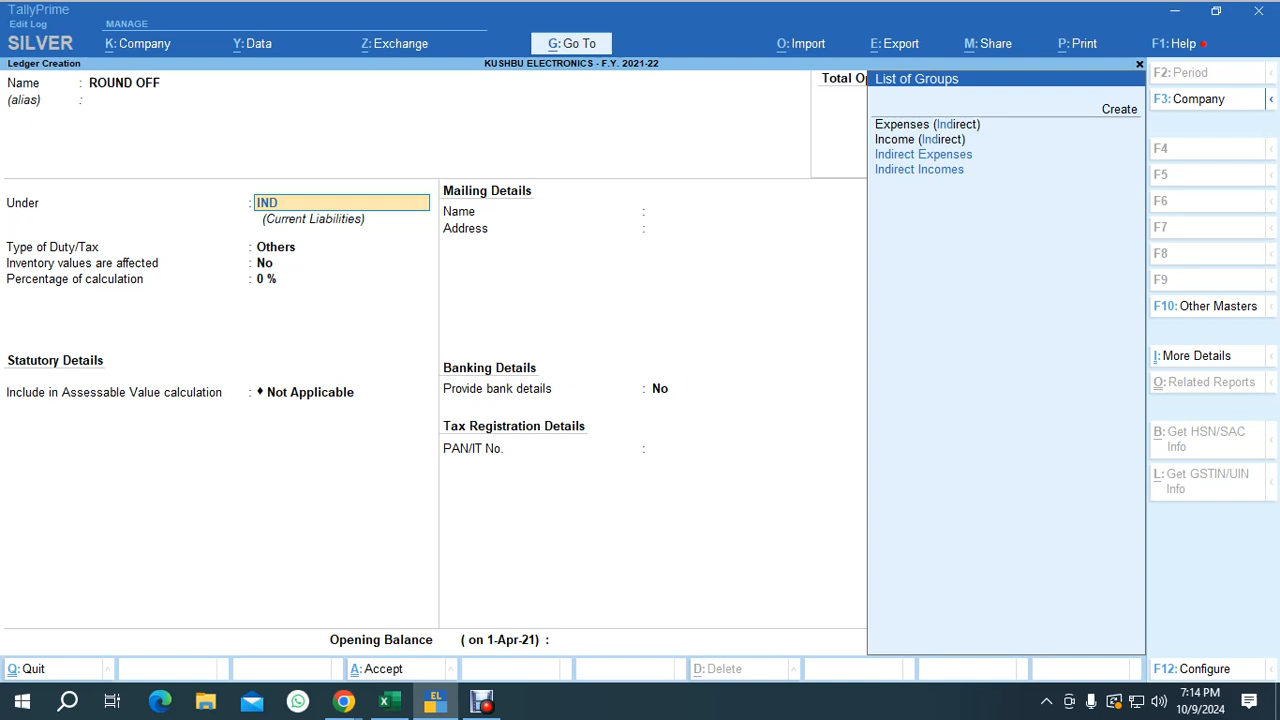 TallyPrime
Edit Log
SILVER
MANAGE
K: Company
Y: Data
Z: Exchange
G: Go To
O: Import
E: Export
M: Share
P: Print
F1: Help
Ledger Creation
KUSHBU ELECTRONICS - F.Y. 2021-22
Name : ROUND OFF
(alias) :
Total Op
List of Groups
Create
Expenses (Indirect)
Income (Indirect)
Indirect Expenses
Indirect Incomes
Under : IND
(Current Liabilities)
Type of Duty/Tax : Others
Inventory values are affected : No
Percentage of calculation : 0 %
Statutory Details
Include in Assessable Value calculation : ♦ Not Applicable
Mailing Details
Name :
Address :
Banking Details
Provide bank details : No
Tax Registration Details
PAN/IT No. :
Opening Balance ( on 1-Apr-21) :
F2: Period
F3: Company
F4
F5
F6
F7
F8
F9
F10: Other Masters
I: More Details
O: Related Reports
B: Get HSN/SAC
Info
L: Get GSTIN/UIN
Info
Q: Quit
A: Accept
D: Delete
F12: Configure
EL
7:14 PM
10/9/2024